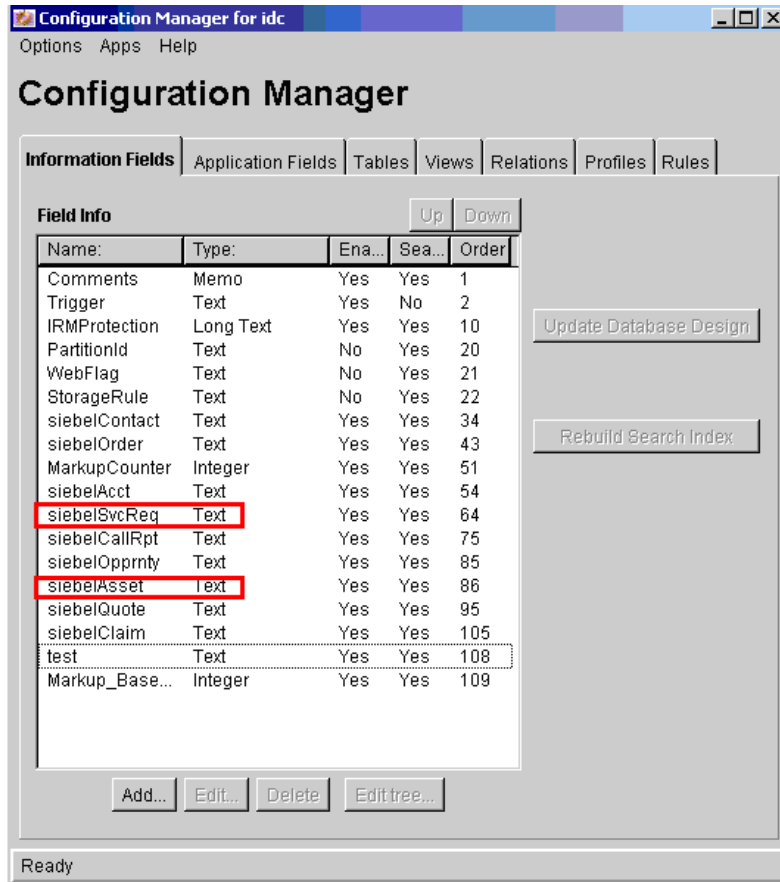 Configuration Manager for idc
Options Apps Help
Configuration Manager
Information Fields Application Fields Tables Views Relations Profiles Rules
Field Info Up Down
Name: Type: Ena... Sea... Order
Comments Memo Yes Yes 1
Trigger Text Yes No 2
IRMProtection Long Text Yes Yes 10
Update Database Design
PartitionId Text No Yes 20
WebFlag Text No Yes 21
StorageRule Text No Yes 22
siebelContact Text Yes Yes 34
siebelOrder Text Yes Yes 43
Rebuild Search Index
MarkupCounter Integer Yes Yes 51
siebelAcct Text Yes Yes 54
siebelSvcReq Text Yes Yes 64
siebelCallRpt Text Yes Yes 75
siebelOpprnty Text Yes Yes 85
siebelAsset Text Yes Yes 86
siebelQuote Text Yes Yes 95
siebelClaim Text Yes Yes 105
test Text Yes Yes 108
Markup_Base... Integer Yes Yes 109
Add... Edit... Delete Edit tree...
Ready